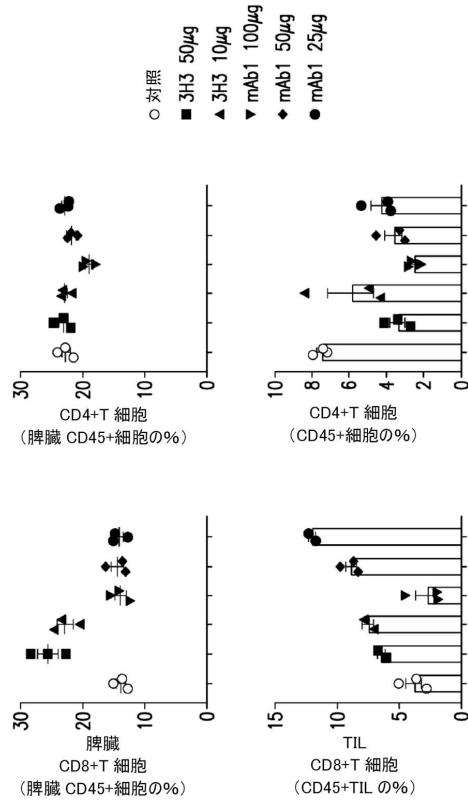 脾臓
CD8+T 細胞
（脾臓 CD45+細胞の%）
30
20
10
0
CD4+T 細胞
（脾臓 CD45+細胞の%）
30
20
10
0
対照
3H3 50μg
3H3 10μg
mAb1 100μg
mAb1 50μg
mAb1 25μg
TIL
CD8+T 細胞
（CD45+TIL の%）
15
10
5
0
CD4+T 細胞
（CD45+細胞の%）
10
8
6
4
2
0